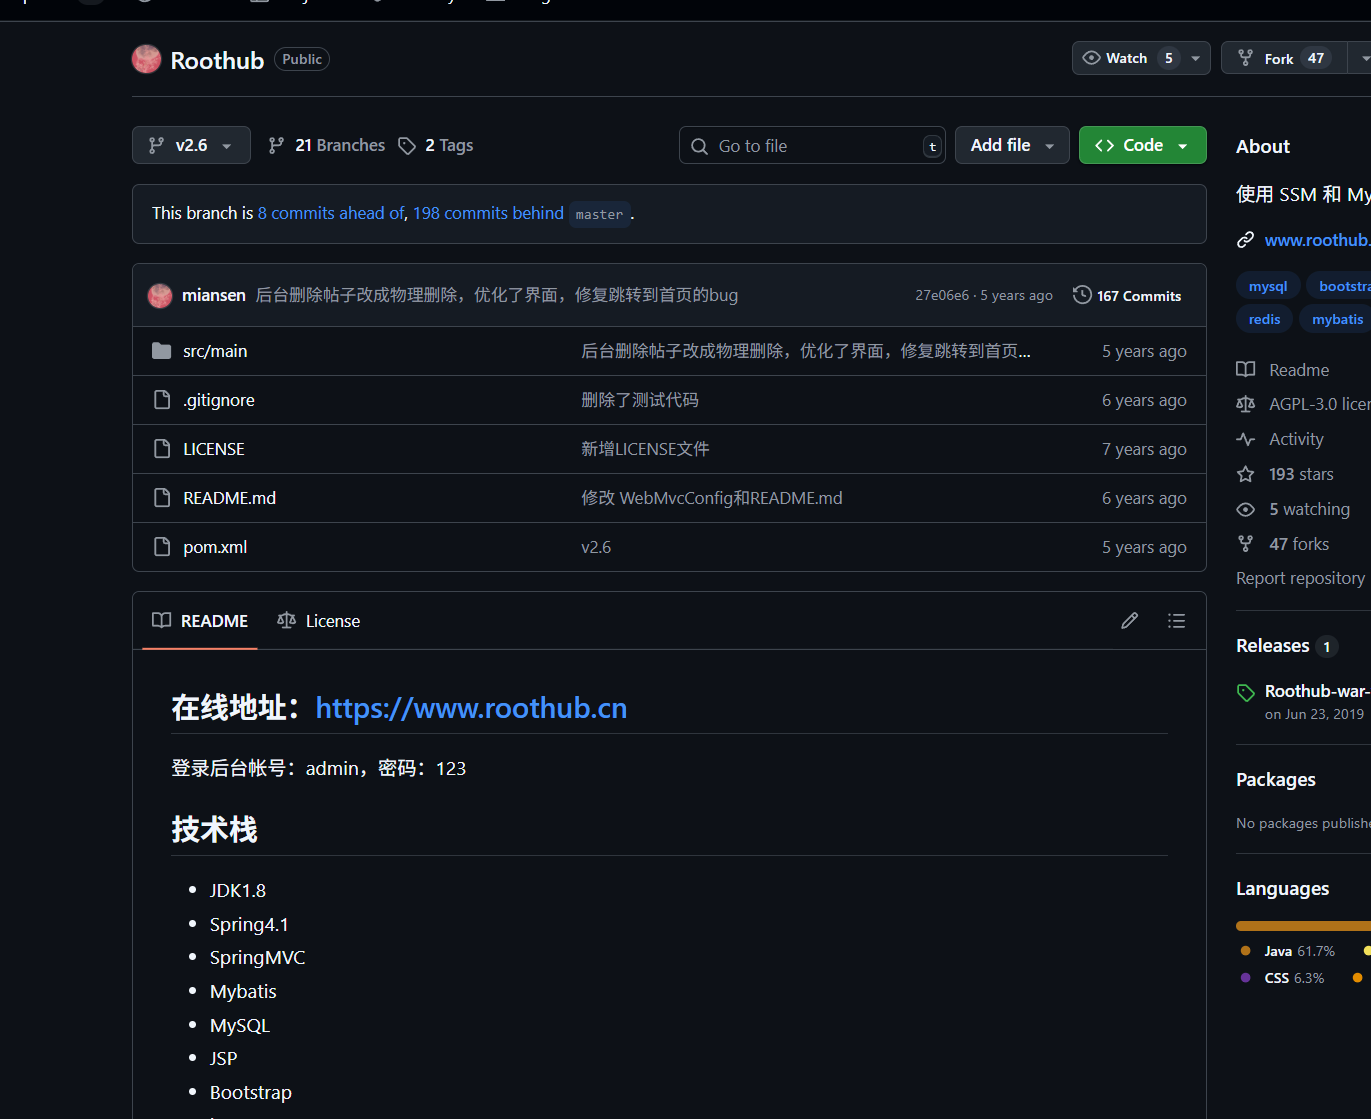 Roothub Public
Watch 5
Fork 47
v2.6
21 Branches
2 Tags
Go to file t
Add file
Code
This branch is 8 commits ahead of, 198 commits behind master .
miansen 后台删除帖子改成物理删除，优化了界面，修复跳转到首页的bug
27e06e6 · 5 years ago
167 Commits
src/main 后台删除帖子改成物理删除，优化了界面，修复跳转到首页... 5 years ago
.gitignore 删除了测试代码 6 years ago
LICENSE 新增LICENSE文件 7 years ago
README.md 修改 WebMvcConfig和README.md 6 years ago
pom.xml v2.6 5 years ago
README
License
在线地址：https://www.roothub.cn
登录后台帐号：admin，密码：123
技术栈
JDK1.8
Spring4.1
SpringMVC
Mybatis
MySQL
JSP
Bootstrap
About
使用 SSM 和 My
www.roothub.
mysql bootstra
redis mybatis
Readme
AGPL-3.0 licen
Activity
193 stars
5 watching
47 forks
Report repository
Releases 1
Roothub-war-
on Jun 23, 2019
Packages
No packages publishe
Languages
Java 61.7%
CSS 6.3%